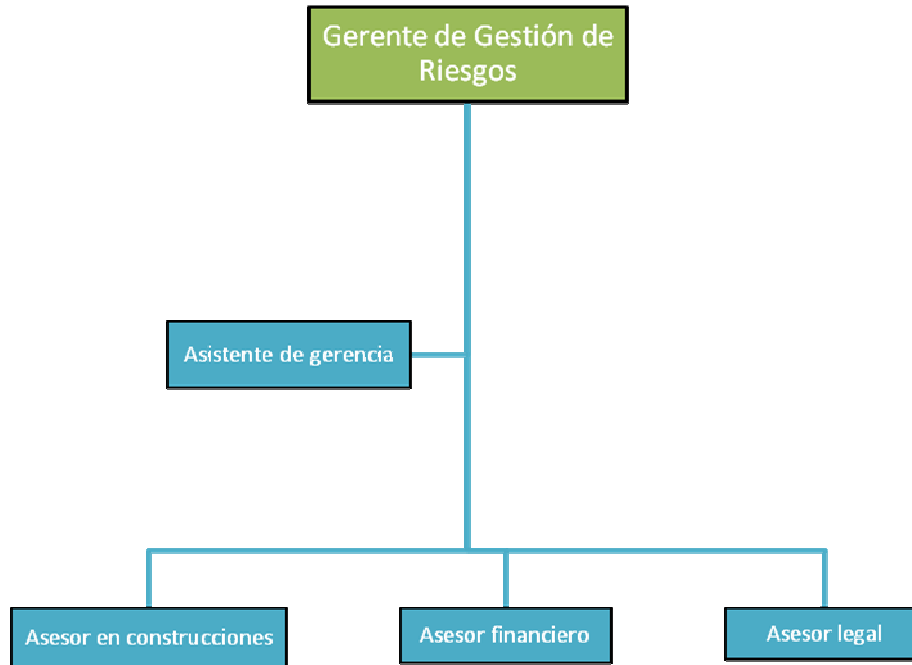 Gerente de Gestión de
Riesgos
Asistente de gerencia
Asesor en construcciones
Asesor financiero
Asesor legal